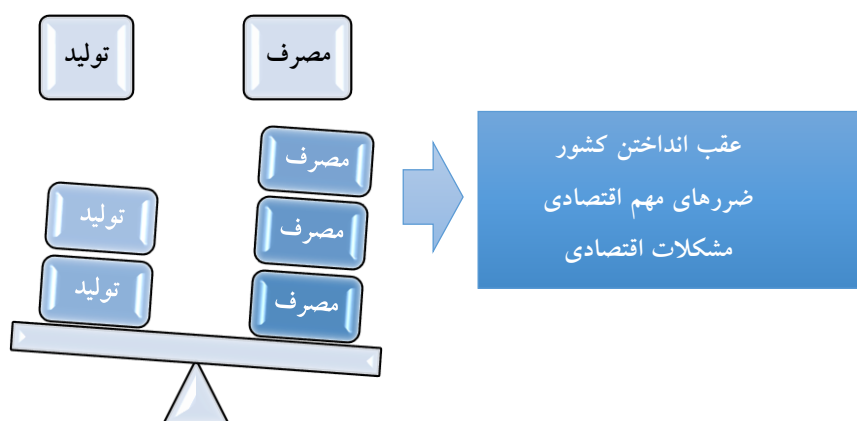 مصرف
تولید
مصرف
مصرف
مصرف
تولید
تولید
عقب انداختن کشور
ضررهای مهم اقتصادی
مشکلات اقتصادی